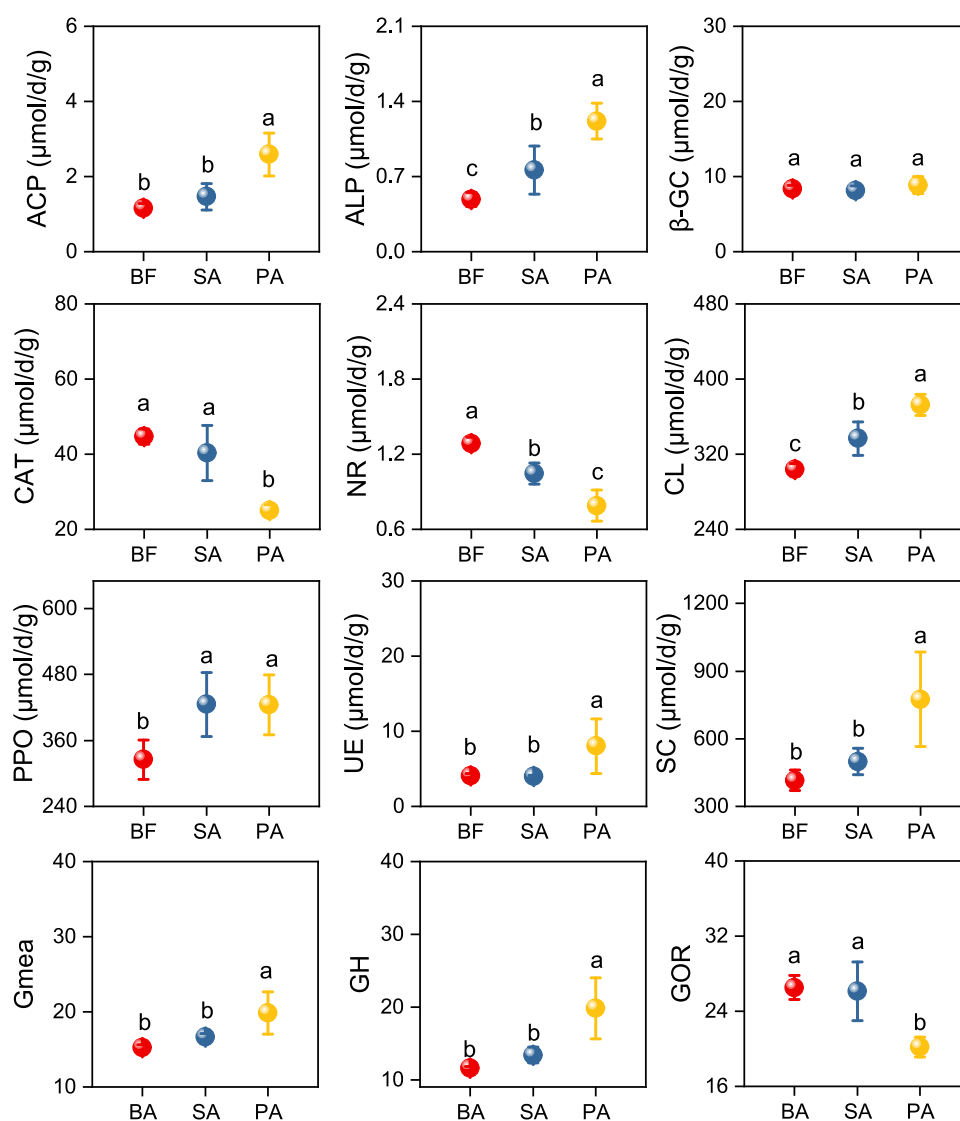 ACP (μmol/d/g)
6
4
2
0
b
b
a
BF
SA
PA
ALP (μmol/d/g)
2.1
1.4
0.7
0.0
c
b
a
BF
SA
PA
β-GC (μmol/d/g)
30
20
10
0
a
a
a
BF
SA
PA
CAT (μmol/d/g)
80
60
40
20
a
a
b
BF
SA
PA
NR (μmol/d/g)
2.4
1.8
1.2
0.6
a
b
c
BF
SA
PA
CL (μmol/d/g)
480
400
320
240
c
b
a
BF
SA
PA
PPO (μmol/d/g)
600
480
360
240
b
a
a
BF
SA
PA
UE (μmol/d/g)
30
20
10
0
b
b
a
BF
SA
PA
SC (μmol/d/g)
1200
900
600
300
b
b
a
BF
SA
PA
Gmea
40
30
20
10
b
b
a
BA
SA
PA
GH
40
30
20
10
b
b
a
BA
SA
PA
GOR
40
32
24
16
a
a
b
BA
SA
PA